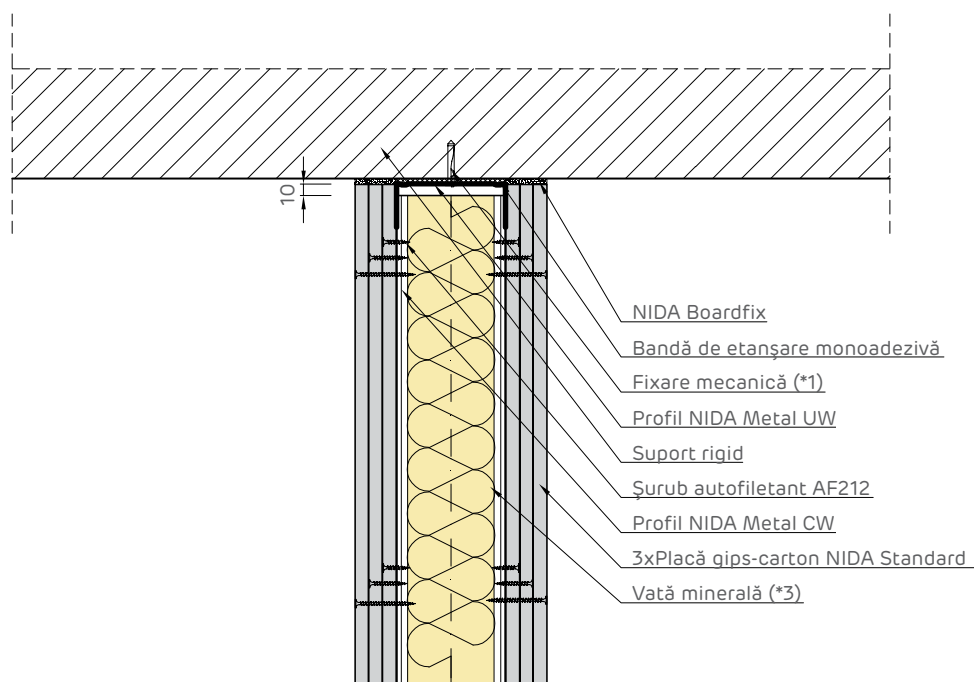 10
NIDA Boardfix
Bandă de etanşare monoadezivă
Fixare mecanică (*1)
Profil NIDA Metal UW
Suport rigid
Şurub autofiletant AF212
Profil NIDA Metal CW
3xPlacă gips-carton NIDA Standard
Vată minerală (*3)